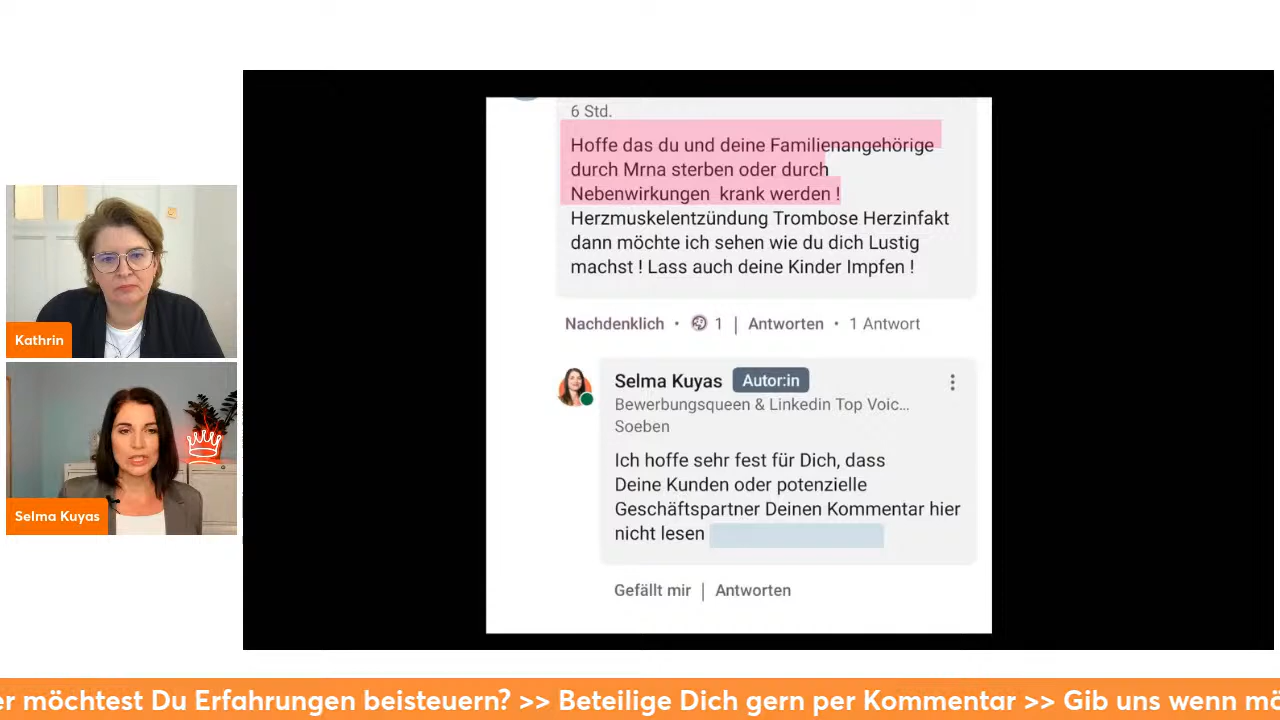 6 Std.
Hoffe das du und deine Familienangehörige
durch Mrna sterben oder durch
Nebenwirkungen krank werden !
Herzmuskelentzündung Trombose Herzinfakt
dann möchte ich sehen wie du dich Lustig
machst ! Lass auch deine Kinder Impfen !
Nachdenklich • 1 | Antworten • 1 Antwort
Selma Kuyas Autor:in
Bewerbungsqueen & Linkedin Top Voic...
Soeben
Ich hoffe sehr fest für Dich, dass
Deine Kunden oder potenzielle
Geschäftspartner Deinen Kommentar hier
nicht lesen
Gefällt mir | Antworten
Kathrin
Selma Kuyas
er möchtest Du Erfahrungen beisteuern? >> Beteilige Dich gern per Kommentar >> Gib uns wenn mö